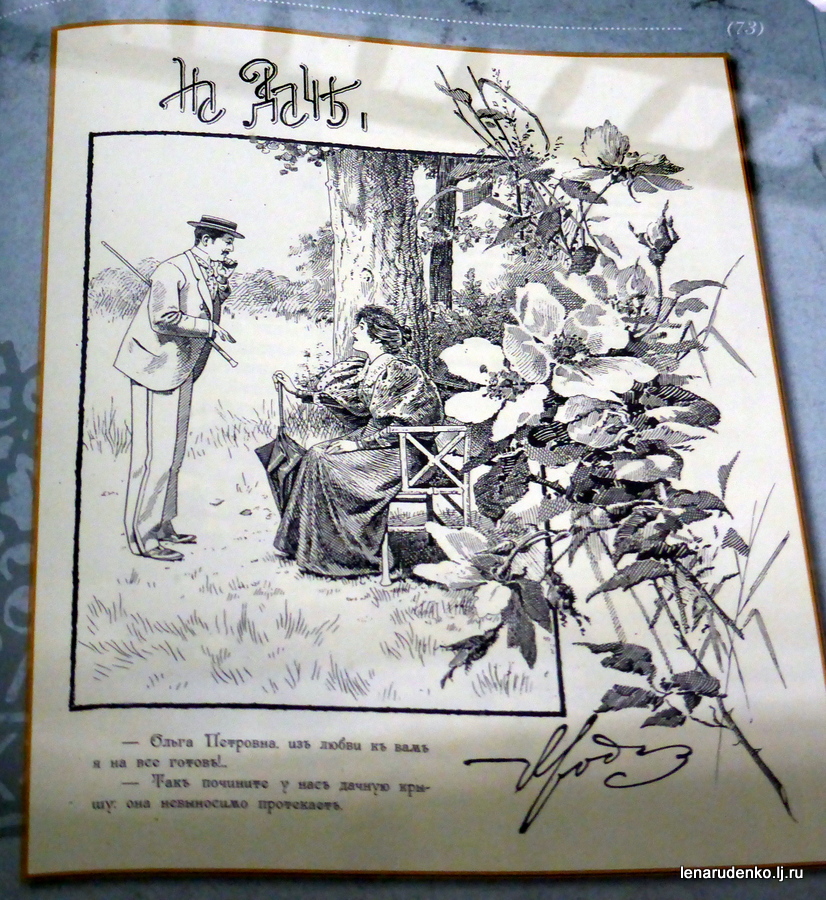 (73)
На дачѣ.
— Ольга Петровна, изъ любви къ вамъ
я на все готовъ!..
— Такъ почините у насъ дачную кры-
шу: она невыносимо протекаетъ.
lenarudenko.lj.ru